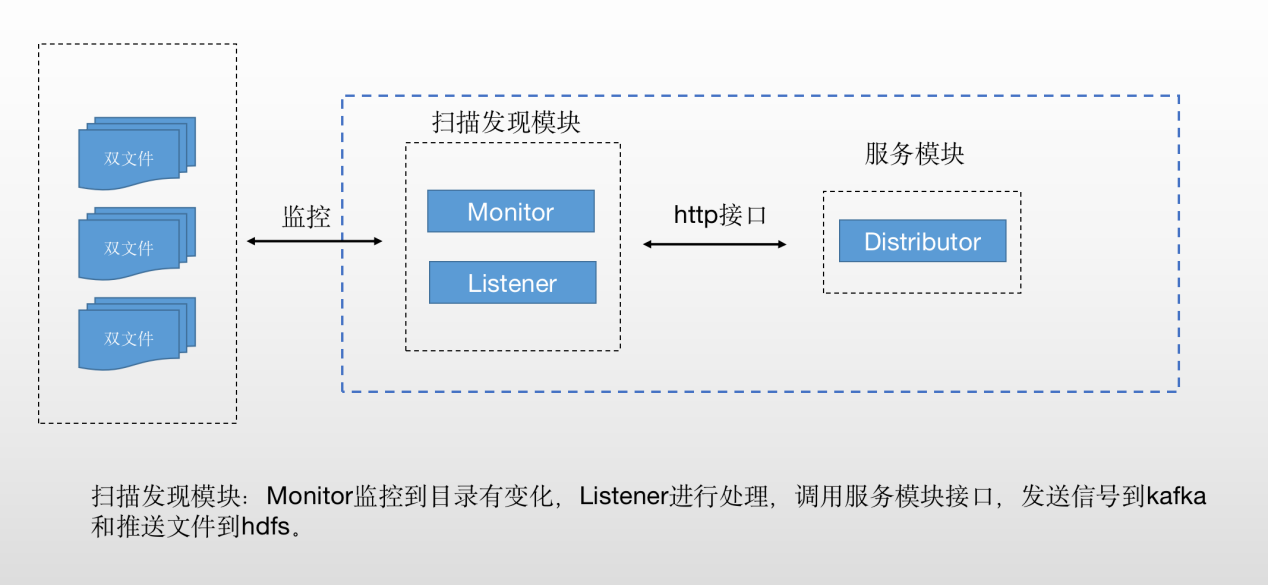 双文件
双文件
双文件
监控
扫描发现模块
Monitor
Listener
http接口
服务模块
Distributor
扫描发现模块：Monitor监控到目录有变化，Listener进行处理，调用服务模块接口，发送信号到kafka
和推送文件到hdfs。